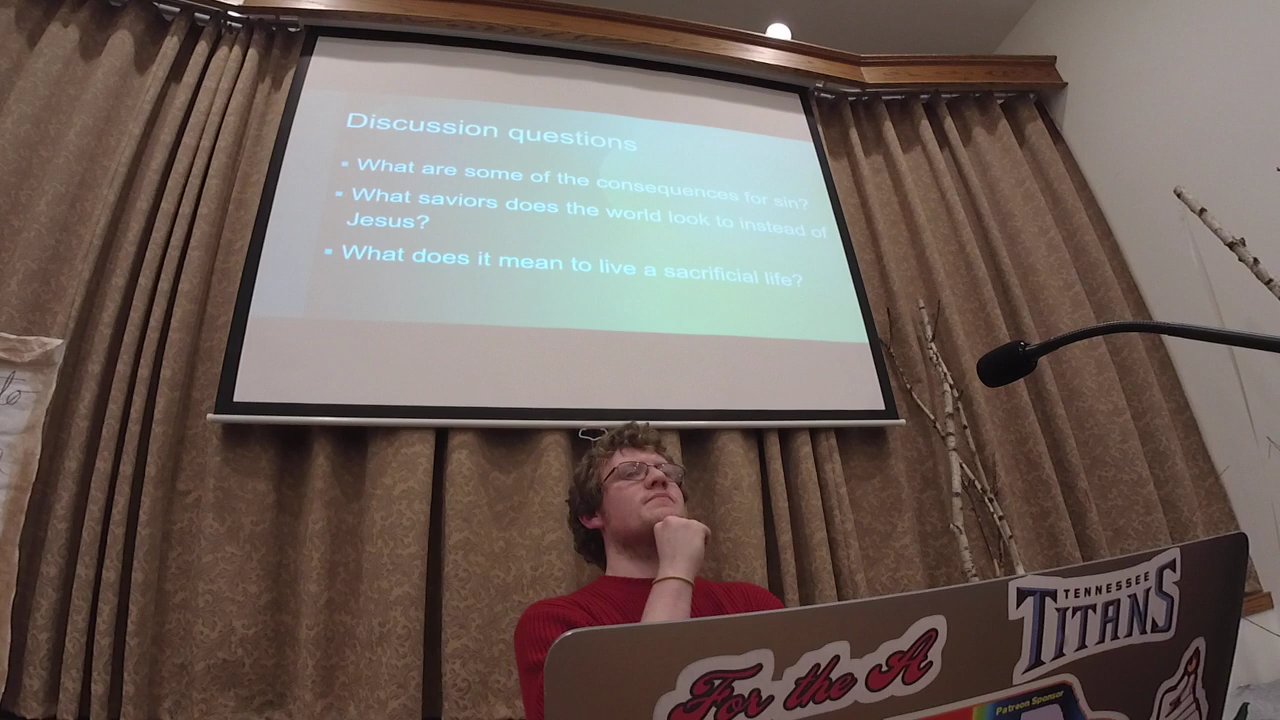 Discussion questions
▪ What are some of the consequences for sin?
▪ What saviors does the world look to instead of
Jesus?
▪ What does it mean to live a sacrificial life?
TENNESSEE
TITANS
For the A
Patreon Sponsor